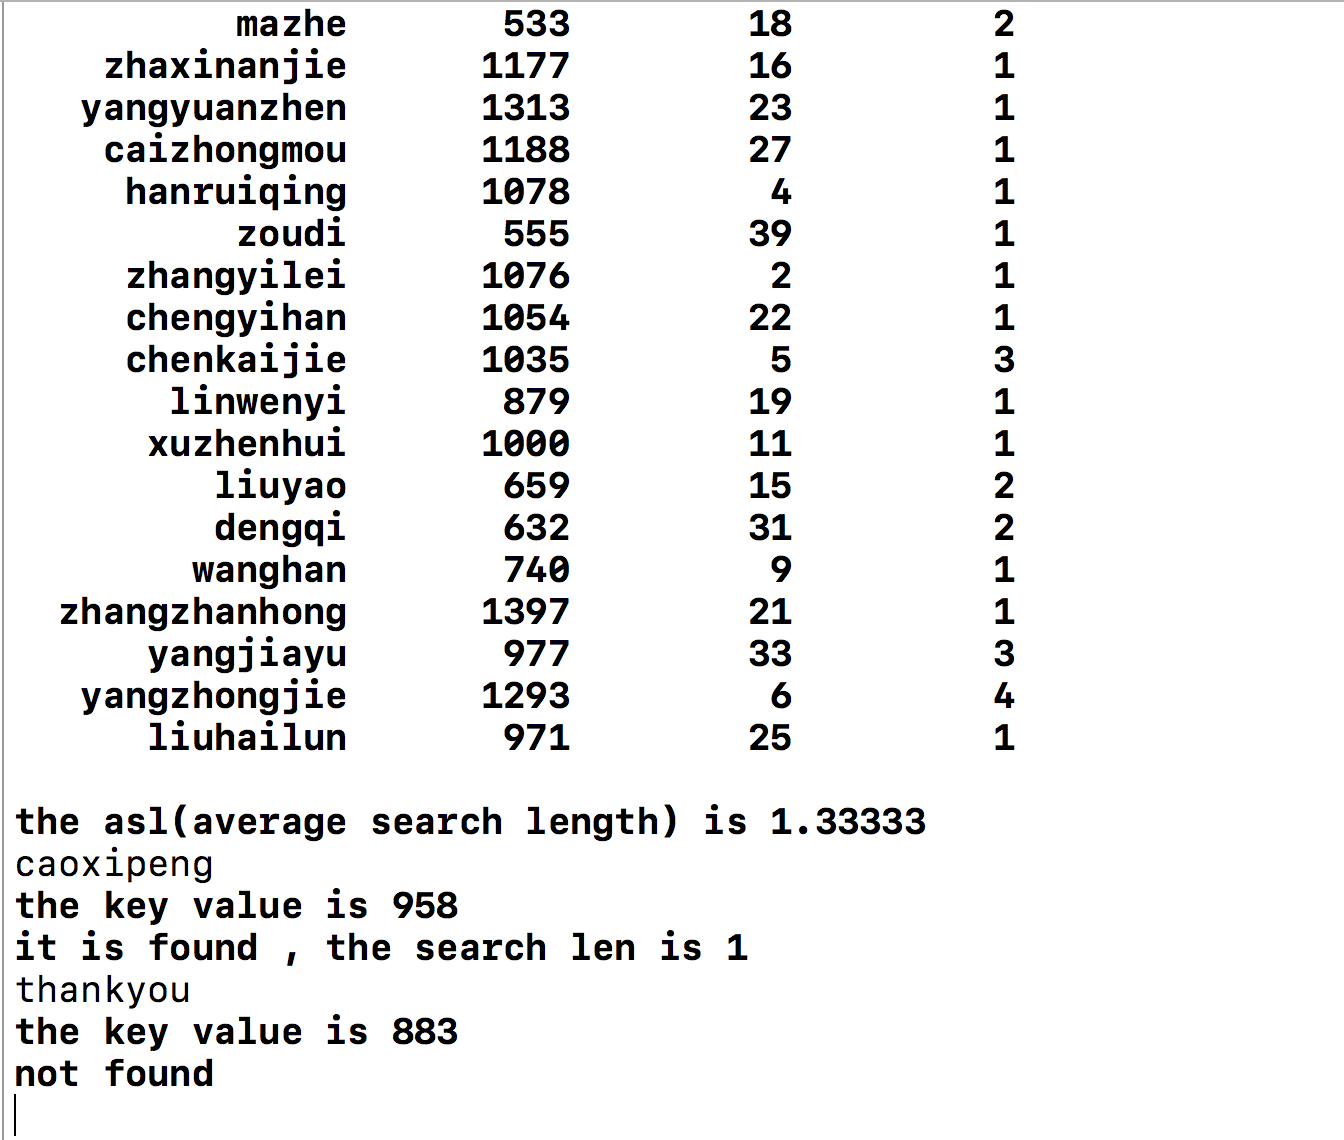 mazhe 533 18 2
zhaxinanjie 1177 16 1
yangyuanzhen 1313 23 1
caizhongmou 1188 27 1
hanruiqing 1078 4 1
zoudi 555 39 1
zhangyilei 1076 2 1
chengyihan 1054 22 1
chenkaijie 1035 5 3
linwenyi 879 19 1
xuzhenhui 1000 11 1
liuyao 659 15 2
dengqi 632 31 2
wanghan 740 9 1
zhangzhanhong 1397 21 1
yangjiayu 977 33 3
yangzhongjie 1293 6 4
liuhailun 971 25 1
the asl(average search length) is 1.33333
caoxipeng
the key value is 958
it is found , the search len is 1
thankyou
the key value is 883
not found